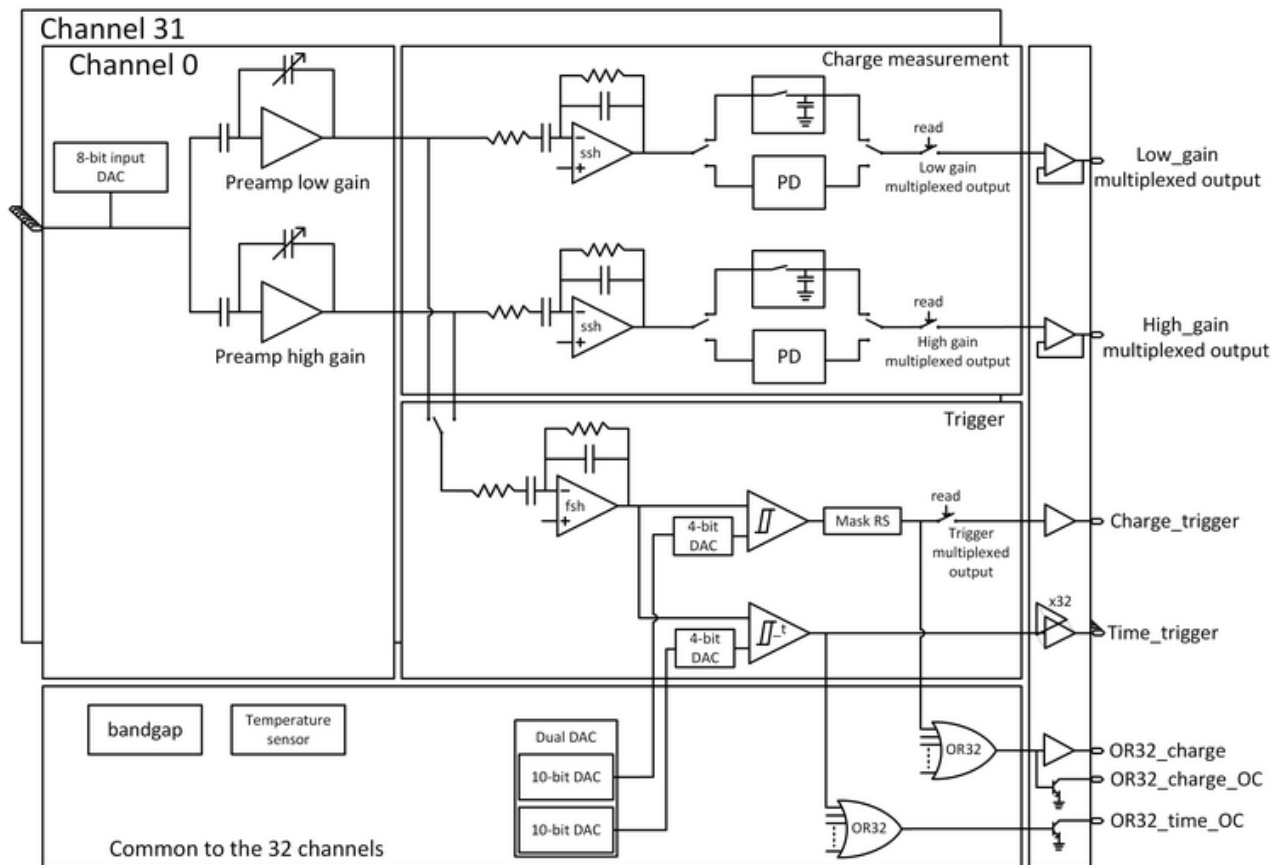 Channel 31
Channel 0
8-bit input
DAC
Preamp low gain
Preamp high gain
Charge measurement
ssh
PD
read
Low gain
multiplexed output
ssh
PD
read
High gain
multiplexed output
Low_gain
multiplexed output
High_gain
multiplexed output
Trigger
fsh
4-bit
DAC
Mask RS
read
Trigger
multiplexed
output
Charge_trigger
4-bit
DAC
_t
x32
Time_trigger
bandgap
Temperature
sensor
Dual DAC
10-bit DAC
10-bit DAC
OR32
OR32
OR32_charge
OR32_charge_OC
OR32_time_OC
Common to the 32 channels